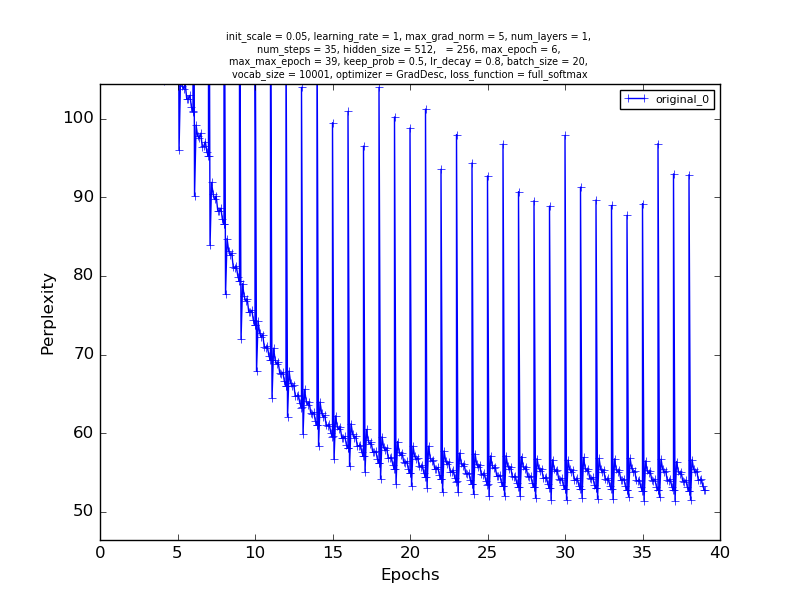 init_scale = 0.05, learning_rate = 1, max_grad_norm = 5, num_layers = 1,
num_steps = 35, hidden_size = 512,   = 256, max_epoch = 6,
max_max_epoch = 39, keep_prob = 0.5, lr_decay = 0.8, batch_size = 20,
vocab_size = 10001, optimizer = GradDesc, loss_function = full_softmax
original_0
100
90
80
70
60
50
Perplexity
0 5 10 15 20 25 30 35 40
Epochs